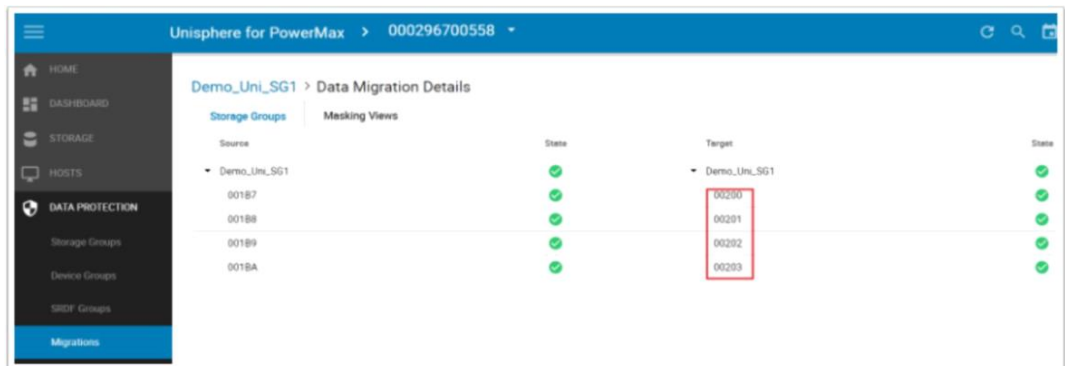 Unisphere for PowerMax > 000296700558
HOME
DASHBOARD
STORAGE
HOSTS
DATA PROTECTION
Storage Groups
Device Groups
SRDF Groups
Migrations
Demo_Uni_SG1 > Data Migration Details
Storage Groups Masking Views
Source State Target State
Demo_Uni_SG1 Demo_Uni_SG1
001B7 00200
001B8 00201
001B9 00202
001BA 00203